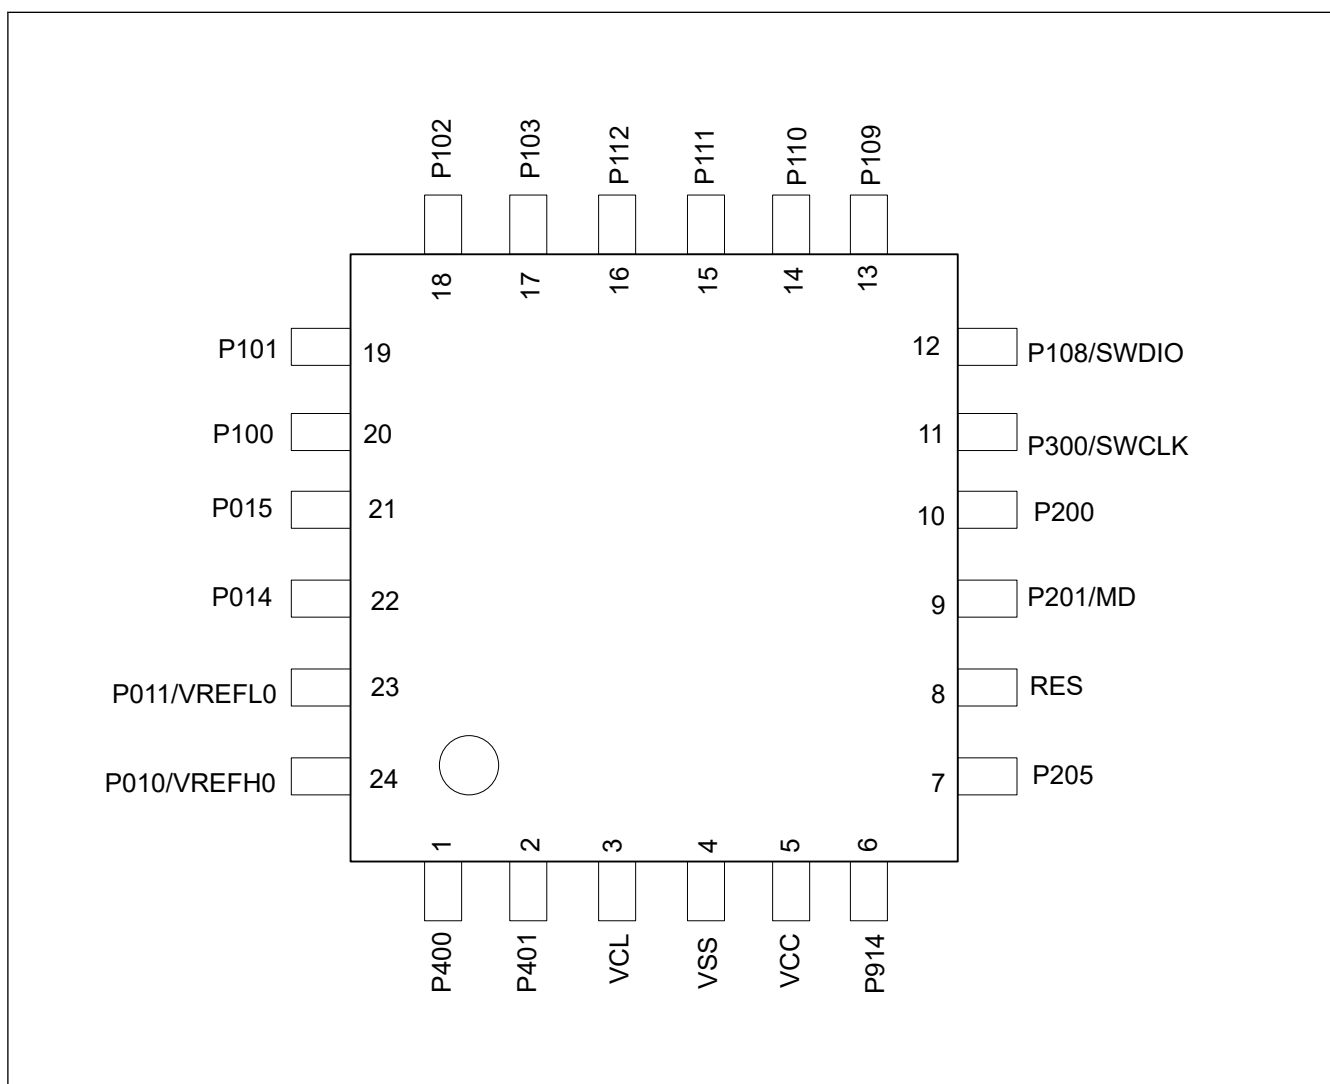 P102
P103
P112
P111
P110
P109
18
17
16
15
14
13
P101
19
12
P108/SWDIO
P100
20
11
P300/SWCLK
P015
21
10
P200
P014
22
9
P201/MD
P011/VREFL0
23
8
RES
P010/VREFH0
24
7
P205
1
2
3
4
5
6
P400
P401
VCL
VSS
VCC
P914